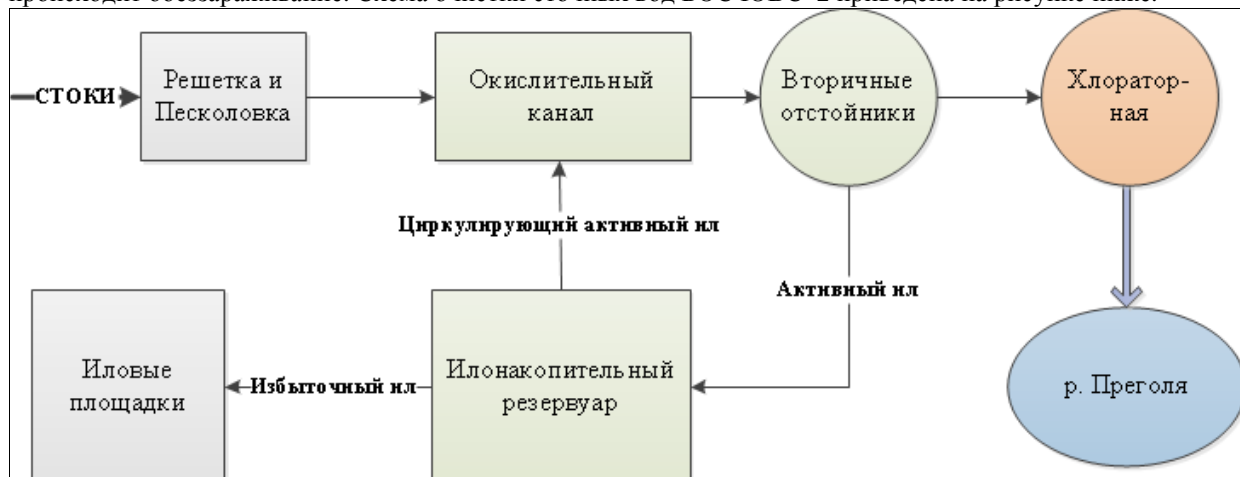 СТОКИ
Решетка и
Песколовка
Окислительный
канал
Вторичные
отстойники
Хлоратор-
ная
Циркулирующий активный ил
Активный ил
Иловые
площадки
Избыточный ил
Илонакопительный
резервуар
р. Преголя